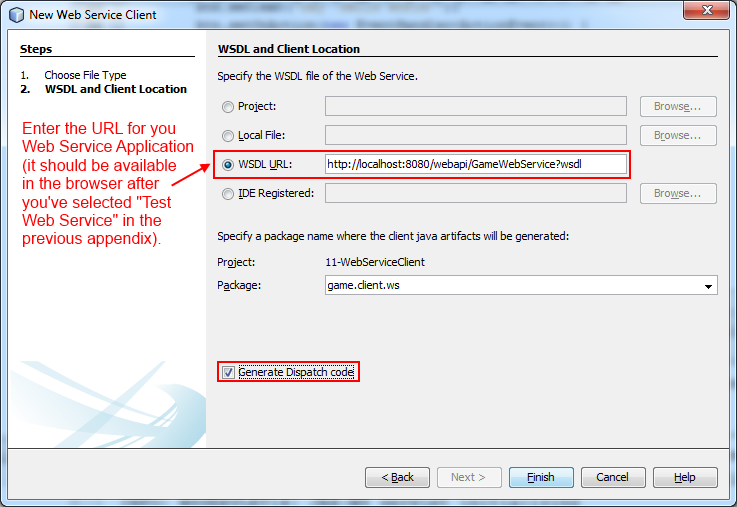 New Web Service Client
Steps
1. Choose File Type
2. WSDL and Client Location
Enter the URL for you
Web Service Application
(it should be available
in the browser after
you've selected "Test
Web Service" in the
previous appendix).
WSDL and Client Location
Specify the WSDL file of the Web Service.
Project: Browse...
Local File: Browse...
WSDL URL: http://localhost:8080/webapi/GameWebService?wsdl
IDE Registered: Browse...
Specify a package name where the client java artifacts will be generated:
Project: 11-WebServiceClient
Package: game.client.ws
Generate Dispatch code
< Back Next > Finish Cancel Help